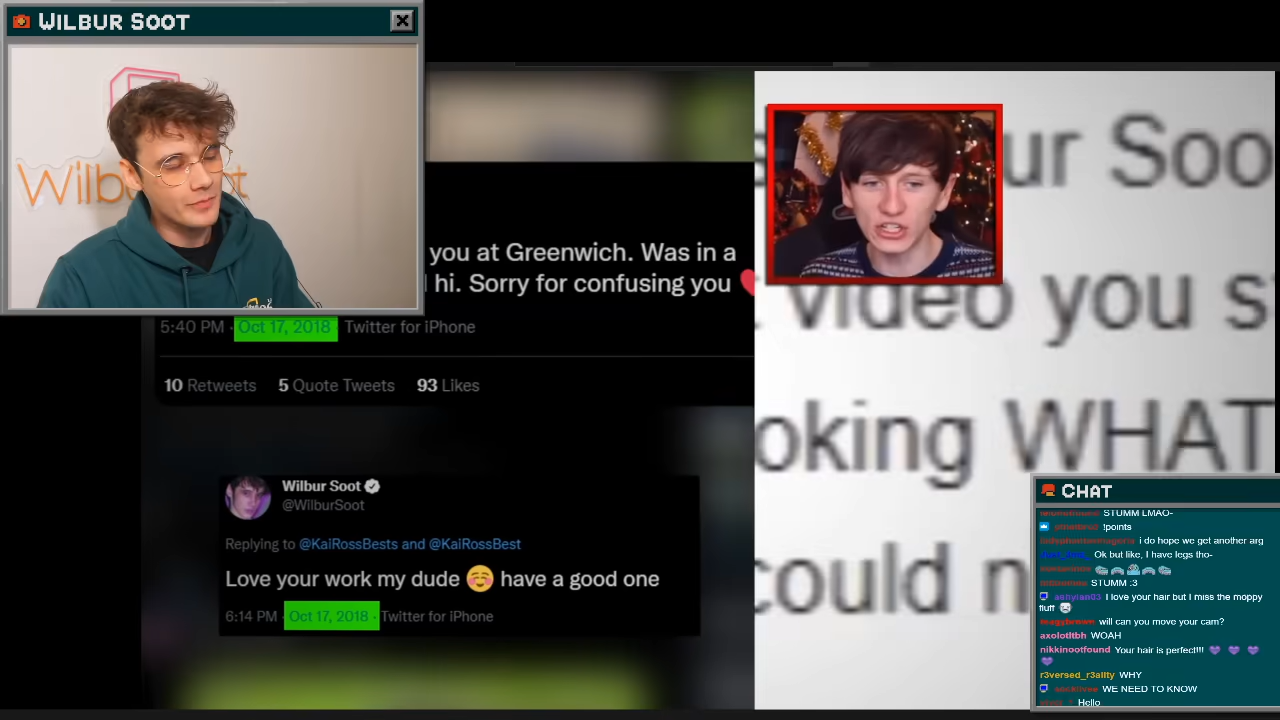 WILBUR SOOT
Wilb t
ur Soo
you at Greenwich. Was in a
hi. Sorry for confusing you
5:40 PM · Oct 17, 2018 · Twitter for iPhone
10 Retweets 5 Quote Tweets 93 Likes
Wilbur Soot
@WilburSoot
Replying to @KaiRossBests and @KaiRossBest
Love your work my dude ☺️ have a good one
6:14 PM · Oct 17, 2018 · Twitter for iPhone
video you s
oking WHAT
could n
CHAT
STUMM LMAO-
!points
i do hope we get another arg
Ok but like, I have legs tho-
STUMM :3
ashylan03 I love your hair but I miss the moppy
fluff
will can you move your cam?
axolotltbh WOAH
nikkinootfound Your hair is perfect!!! 💜 💜 💜
💜
r3versed_r3ality WHY
WE NEED TO KNOW
Hello